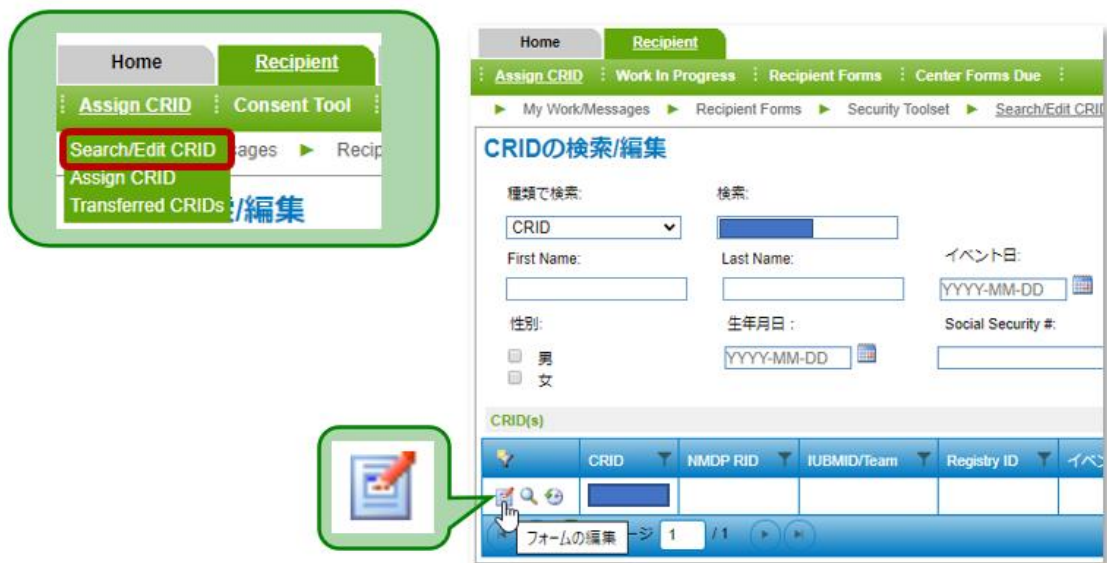 Home Recipient
Assign CRID Consent Tool
Search/Edit CRID ages ▶ Recip
Assign CRID
Transferred CRIDs /編集
Home Recipient
Assign CRID Work In Progress Recipient Forms Center Forms Due
▶ My Work/Messages ▶ Recipient Forms ▶ Security Toolset ▶ Search/Edit CRID
CRIDの検索/編集
種類で検索: 検索:
CRID
First Name: Last Name: イベント日:
YYYY-MM-DD
性別: 生年月日: Social Security #:
男 YYYY-MM-DD
女
CRID(s)
CRID NMDP RID IUBMID/Team Registry ID イベ
フォームの編集 ージ 1 / 1